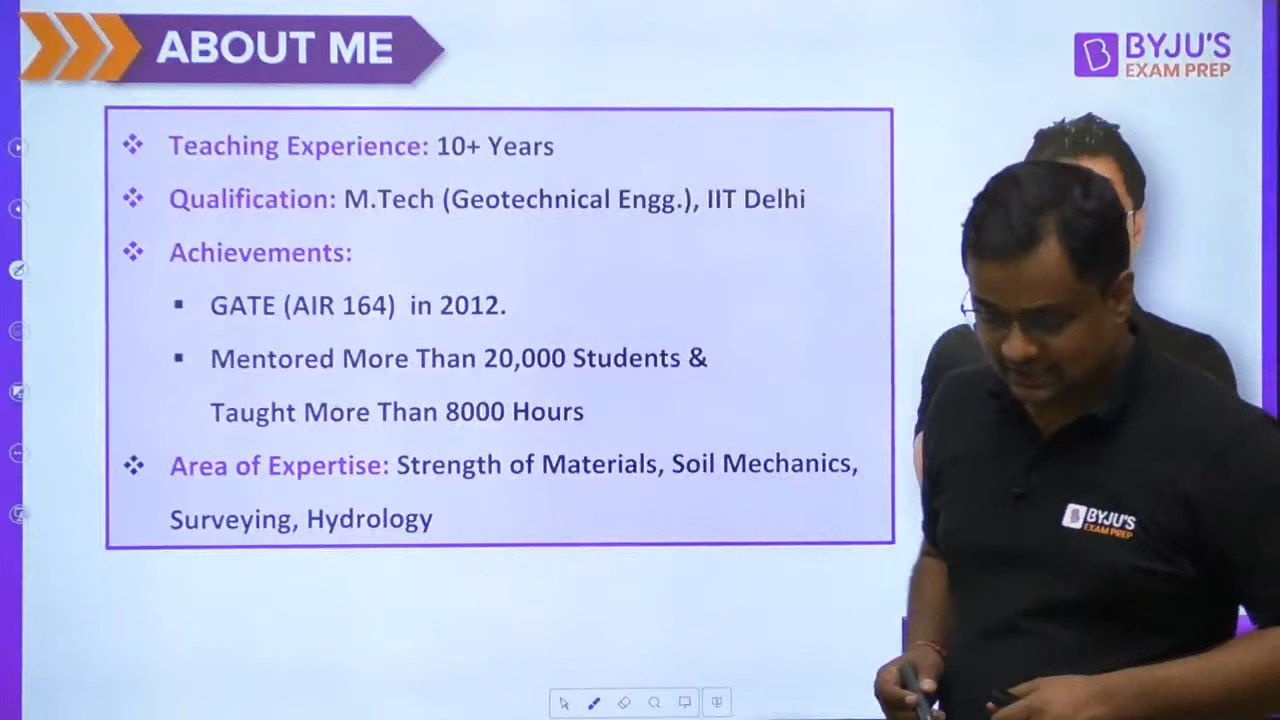 ABOUT ME
BYJU'S
EXAM PREP
Teaching Experience: 10+ Years
Qualification: M.Tech (Geotechnical Engg.), IIT Delhi
Achievements:
GATE (AIR 164) in 2012.
Mentored More Than 20,000 Students &
Taught More Than 8000 Hours
Area of Expertise: Strength of Materials, Soil Mechanics,
Surveying, Hydrology
BYJU'S
EXAM PREP